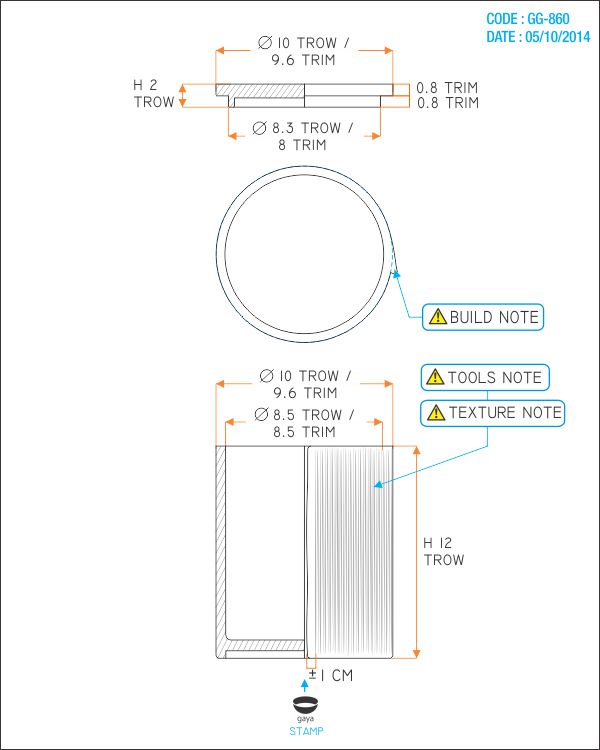 CODE : GG-860
DATE : 05/10/2014
Ø 10 TROW /
9.6 TRIM
H 2
TROW
0.8 TRIM
0.8 TRIM
Ø 8.3 TROW /
8 TRIM
BUILD NOTE
Ø 10 TROW /
9.6 TRIM
TOOLS NOTE
Ø 8.5 TROW /
8.5 TRIM
TEXTURE NOTE
H 12
TROW
±1 CM
gaya
STAMP